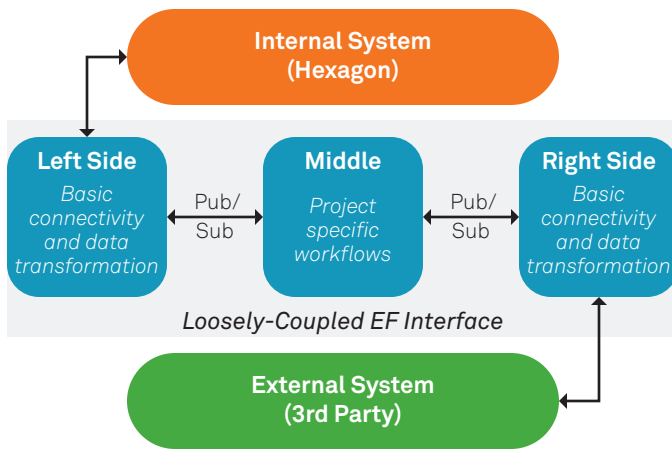 Internal System
(Hexagon)
Left Side
Basic
connectivity
and data
transformation
Pub/
Sub
Middle
Project
specific
workflows
Pub/
Sub
Right Side
Basic
connectivity
and data
transformation
Loosely-Coupled EF Interface
External System
(3rd Party)